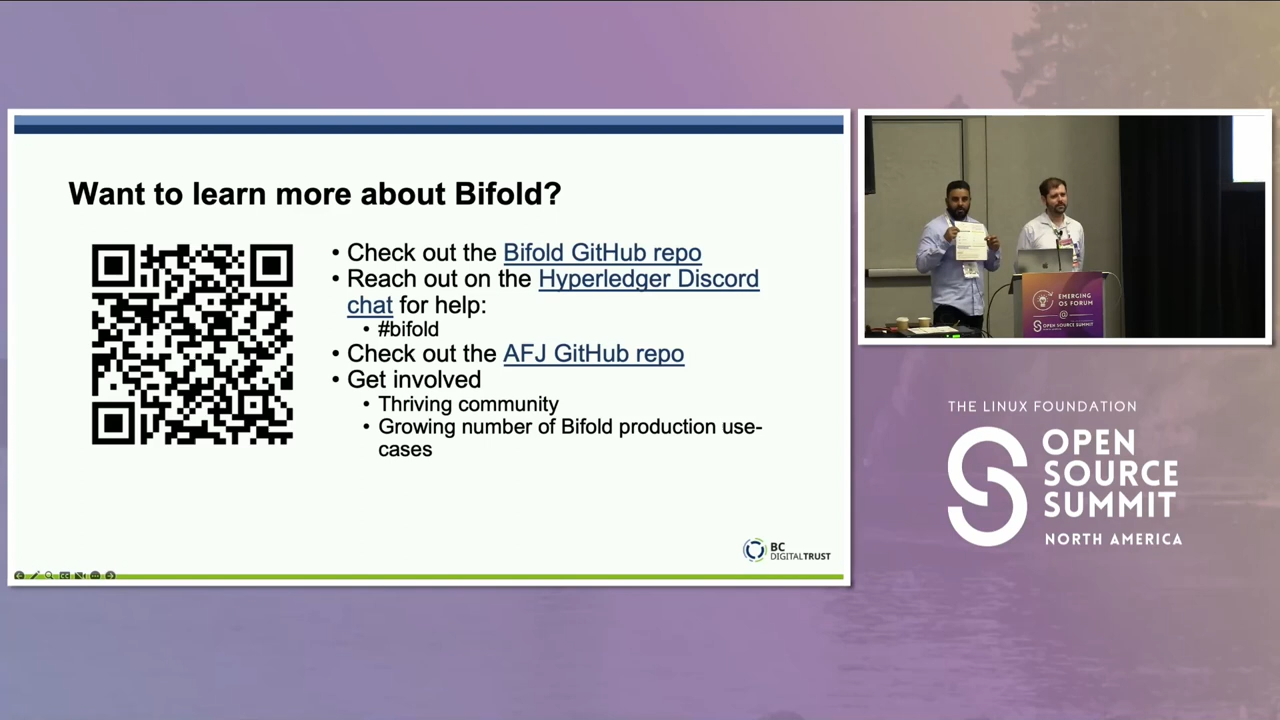 Want to learn more about Bifold?
• Check out the Bifold GitHub repo
• Reach out on the Hyperledger Discord
chat for help:
• #bifold
• Check out the AFJ GitHub repo
• Get involved
• Thriving community
• Growing number of Bifold production use-
cases
BC
DIGITALTRUST
EMERGING
OS FORUM
@
OPEN SOURCE SUMMIT
THE LINUX FOUNDATION
OPEN
SOURCE
SUMMIT
NORTH AMERICA